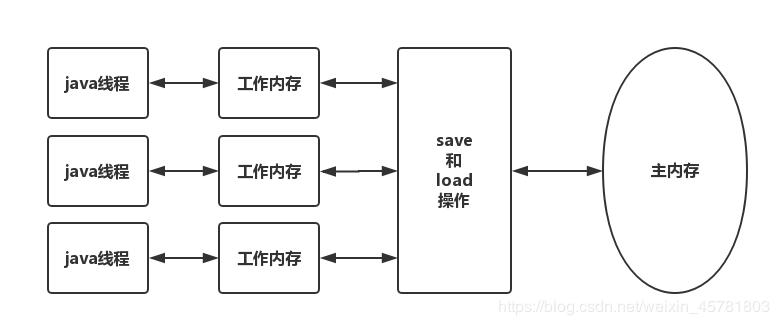 java线程
工作内存
java线程
工作内存
java线程
工作内存
save
和
load
操作
主内存
https://blog.csdn.net/weixin_45781803